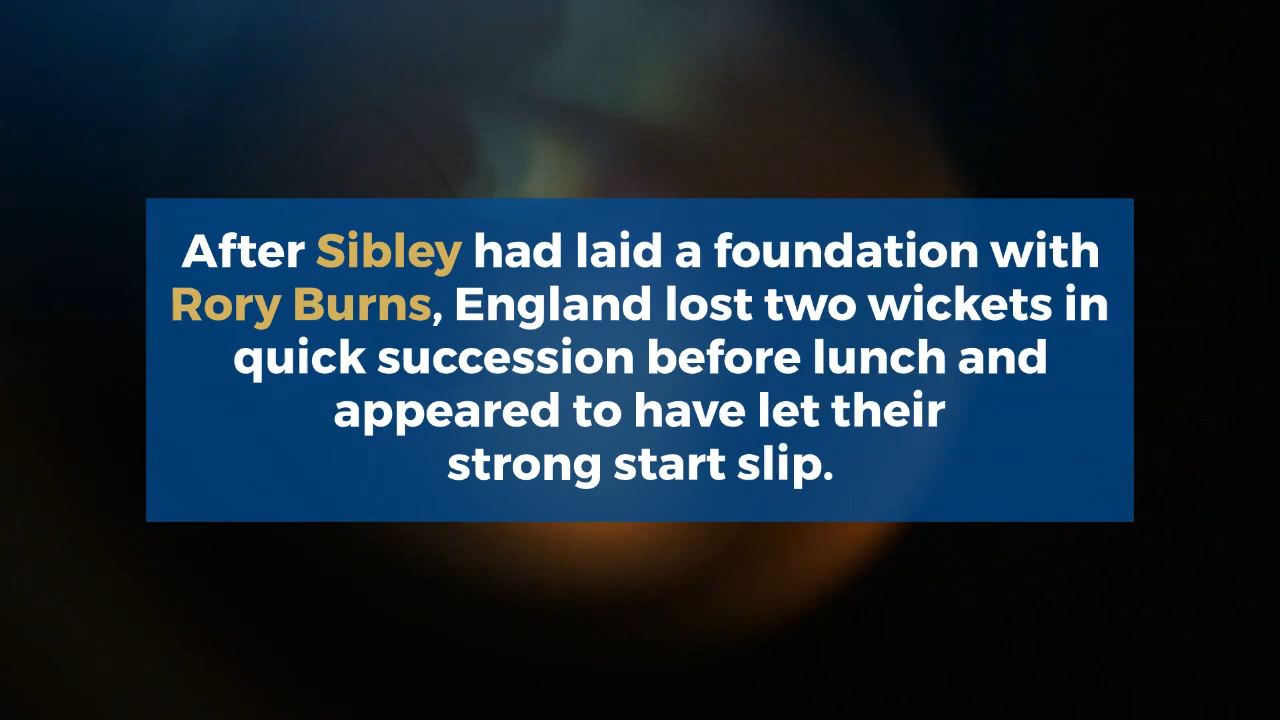 After Sibley had laid a foundation with
Rory Burns, England lost two wickets in
quick succession before lunch and
appeared to have let their
strong start slip.